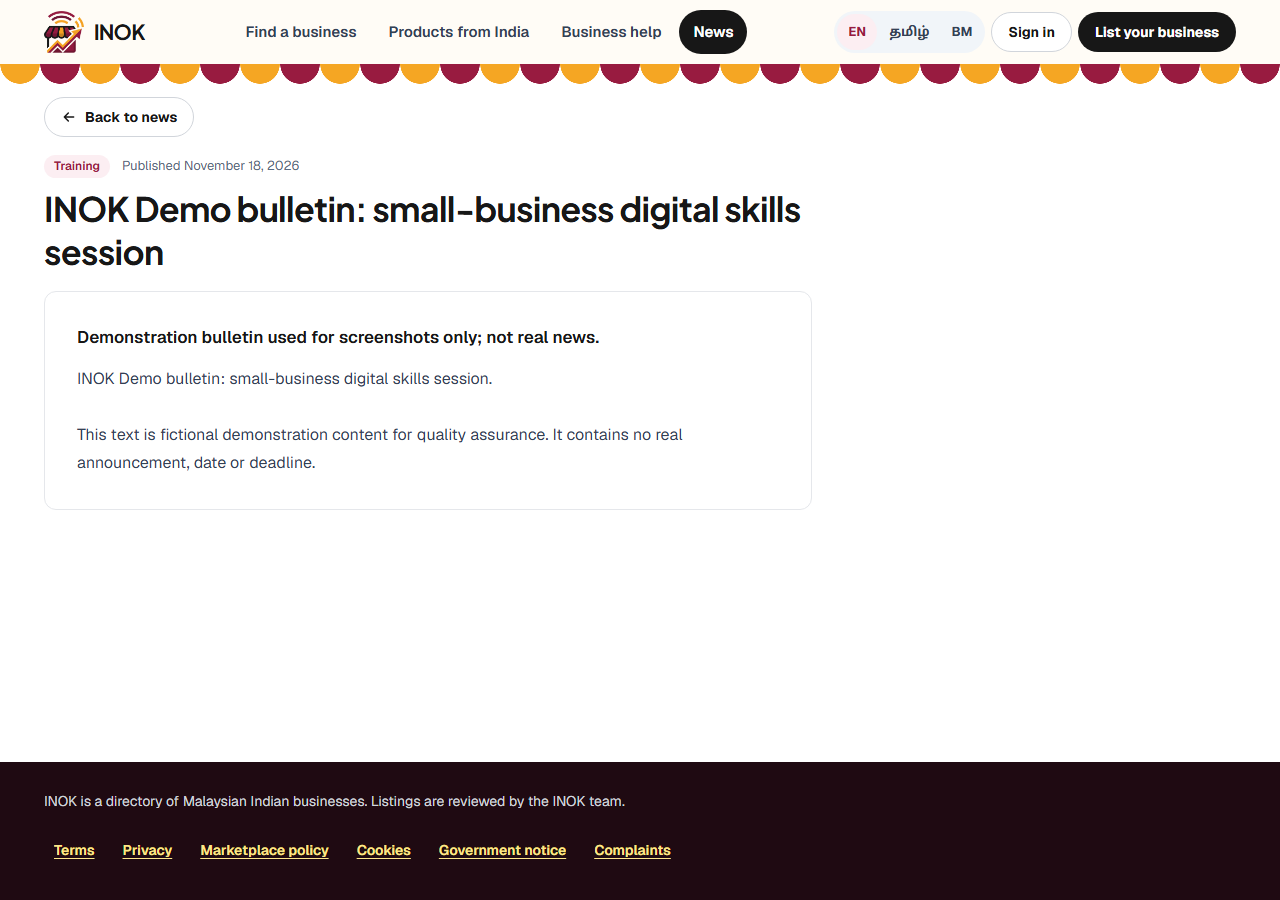 INOK
Find a business
Products from India
Business help
News
EN
தமிழ்
BM
Sign in
List your business
← Back to news
Training
Published November 18, 2026
INOK Demo bulletin: small-business digital skills
session
Demonstration bulletin used for screenshots only; not real news.
INOK Demo bulletin: small-business digital skills session.
This text is fictional demonstration content for quality assurance. It contains no real
announcement, date or deadline.
INOK is a directory of Malaysian Indian businesses. Listings are reviewed by the INOK team.
Terms
Privacy
Marketplace policy
Cookies
Government notice
Complaints